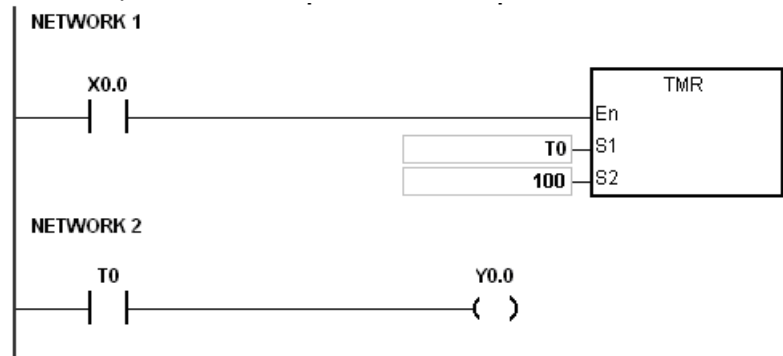 NETWORK 1
X0.0
TMR
En
T0 S1
100 S2
NETWORK 2
T0 Y0.0